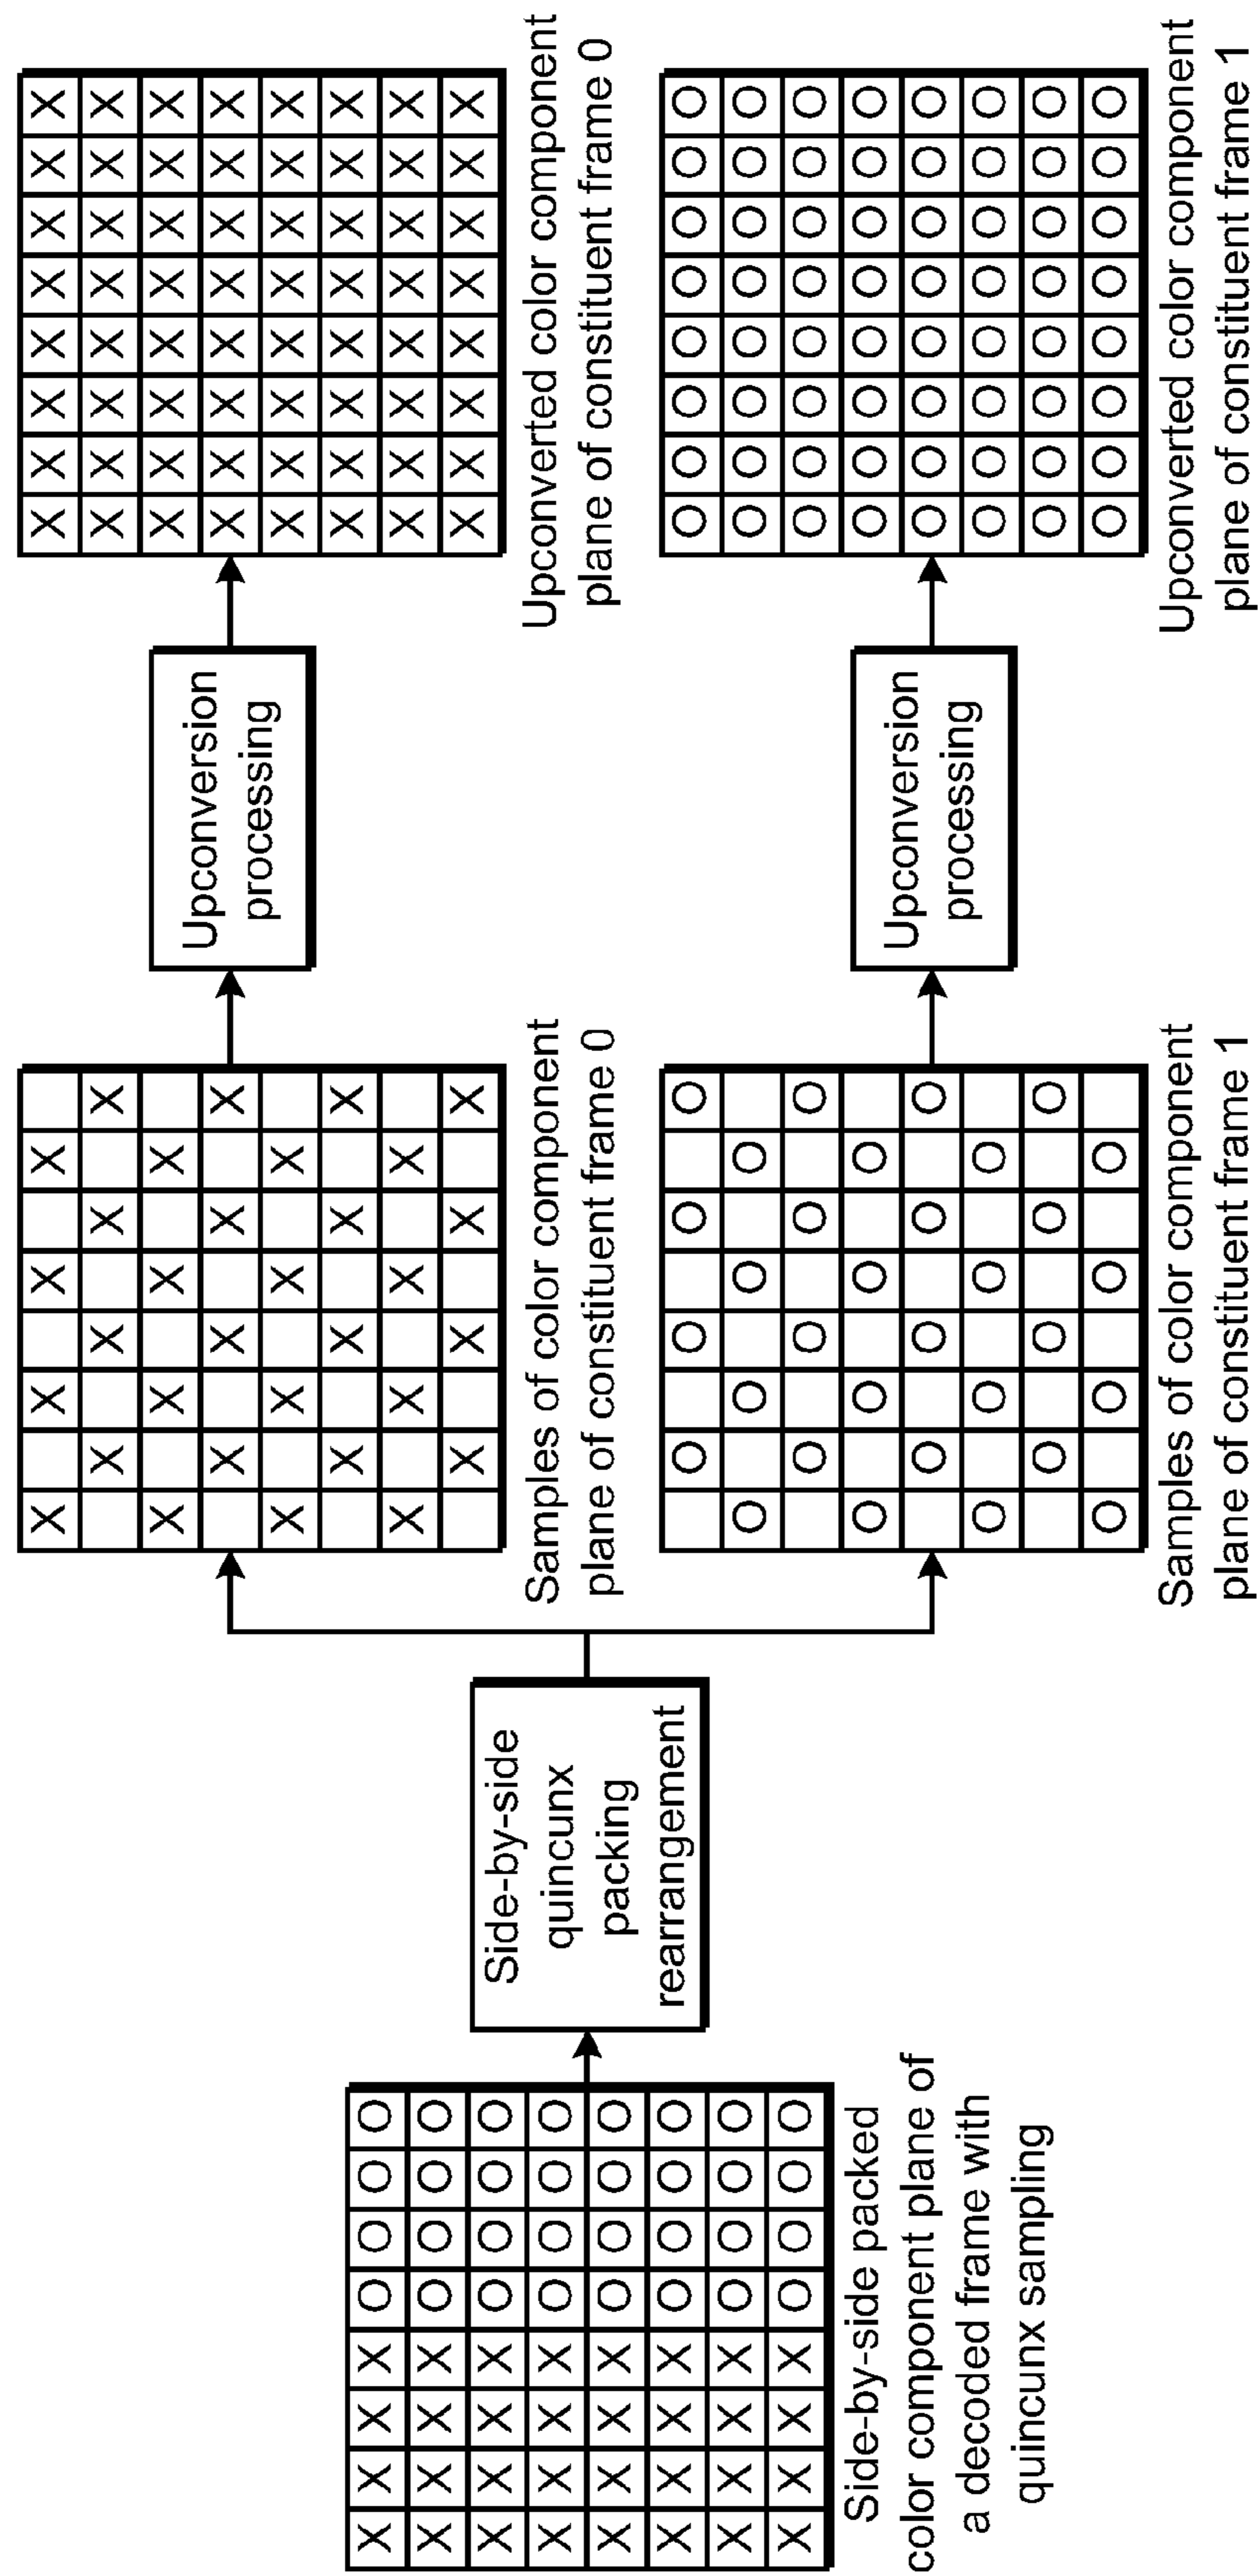 Side-by-side packed
color component plane of
a decoded frame with
quincunx sampling
Side-by-side
quincunx
packing
rearrangement
Samples of color component
plane of constituent frame 0
Upconversion
processing
Upconverted color component
plane of constituent frame 0
Samples of color component
plane of constituent frame 1
Upconversion
processing
Upconverted color component
plane of constituent frame 1
X X X X O O O O
X X X X O O O O
X X X X O O O O
X X X X O O O O
X X X X O O O O
X X X X O O O O
X X X X O O O O
X X X X O O O O
X X X X
X X X X
X X X X
X X X X
X X X X
X X X X
X X X X
X X X X
X X X X X X X X
X X X X X X X X
X X X X X X X X
X X X X X X X X
X X X X X X X X
X X X X X X X X
X X X X X X X X
X X X X X X X X
O O O O
O O O O
O O O O
O O O O
O O O O
O O O O
O O O O
O O O O
O O O O O O O O
O O O O O O O O
O O O O O O O O
O O O O O O O O
O O O O O O O O
O O O O O O O O
O O O O O O O O
O O O O O O O O